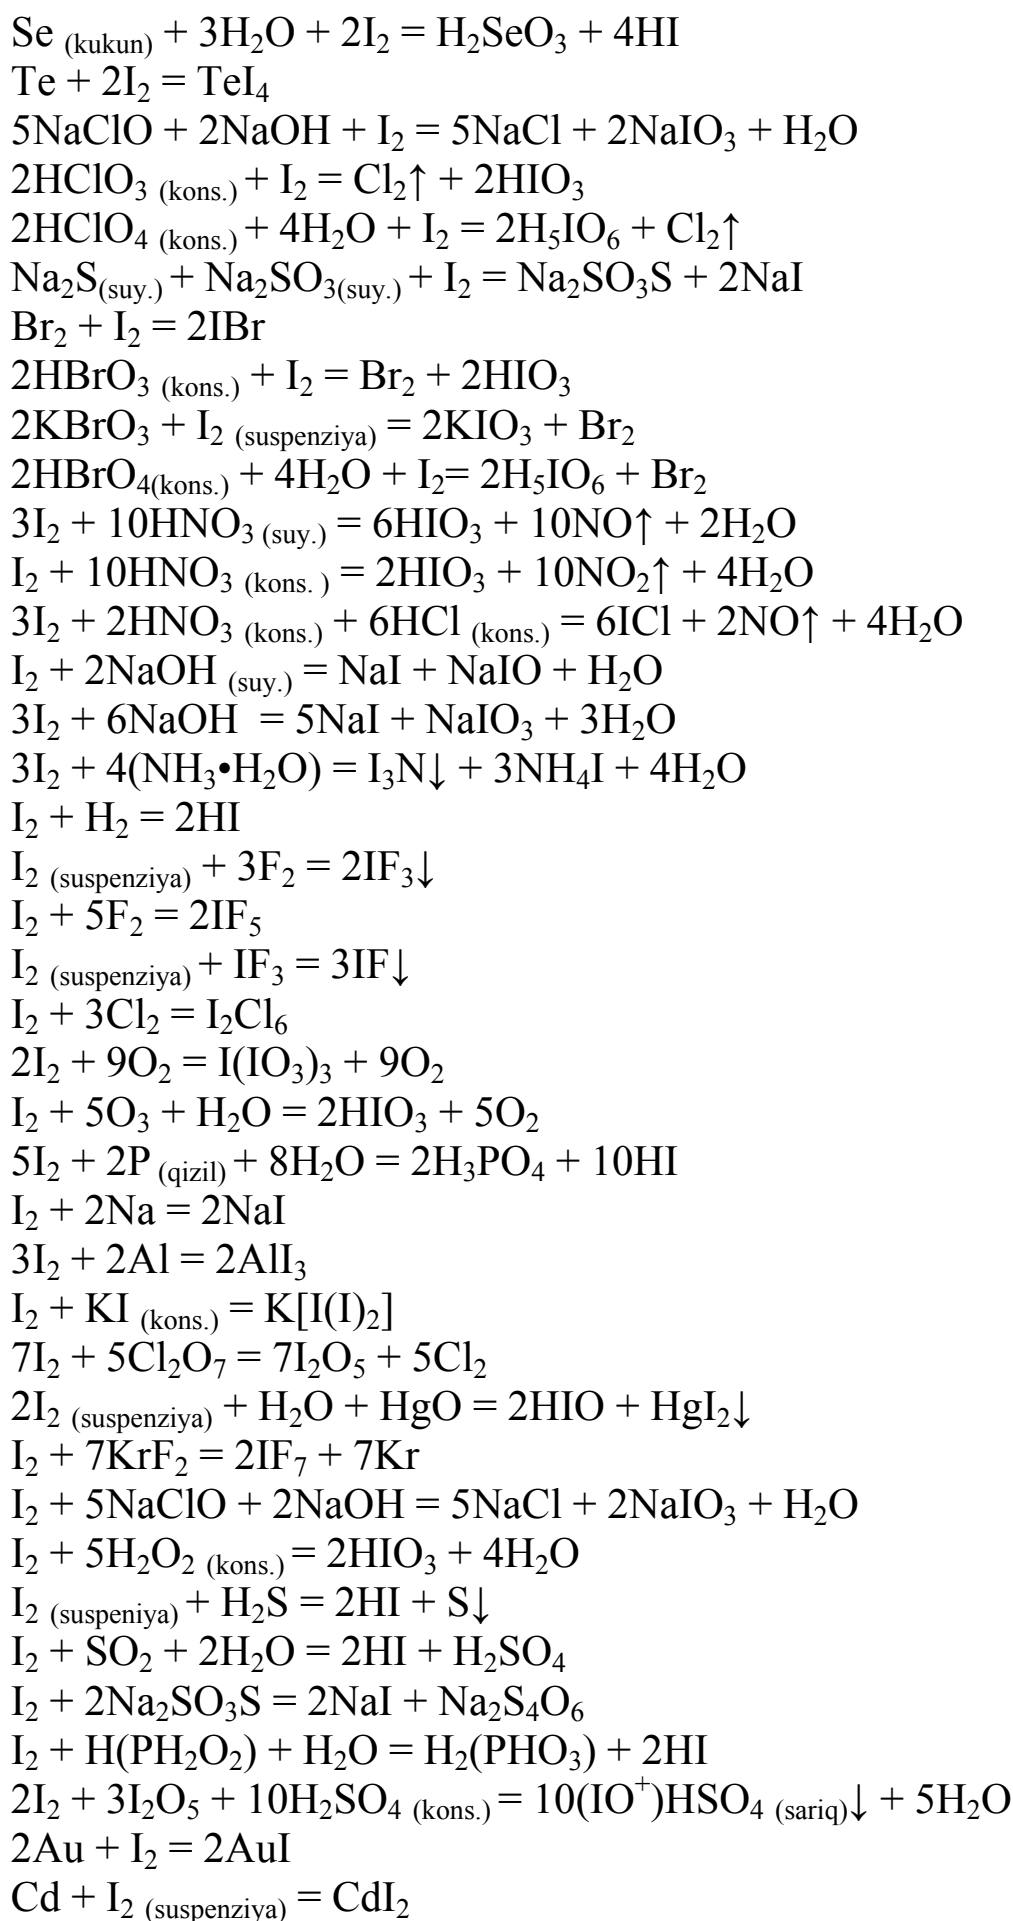 Se (kukun) + 3H₂O + 2I₂ = H₂SeO₃ + 4HI
Te + 2I₂ = TeI₄
5NaClO + 2NaOH + I₂ = 5NaCl + 2NaIO₃ + H₂O
2HClO₃ (kons.) + I₂ = Cl₂↑ + 2HIO₃
2HClO₄ (kons.) + 4H₂O + I₂ = 2H₅IO₆ + Cl₂↑
Na₂S(suy.) + Na₂SO₃(suy.) + I₂ = Na₂SO₃S + 2NaI
Br₂ + I₂ = 2IBr
2HBrO₃ (kons.) + I₂ = Br₂ + 2HIO₃
2KBrO₃ + I₂ (suspenziya) = 2KIO₃ + Br₂
2HBrO₄(kons.) + 4H₂O + I₂= 2H₅IO₆ + Br₂
3I₂ + 10HNO₃ (suy.) = 6HIO₃ + 10NO↑ + 2H₂O
I₂ + 10HNO₃ (kons. ) = 2HIO₃ + 10NO₂↑ + 4H₂O
3I₂ + 2HNO₃ (kons.) + 6HCl (kons.) = 6ICl + 2NO↑ + 4H₂O
I₂ + 2NaOH (suy.) = NaI + NaIO + H₂O
3I₂ + 6NaOH = 5NaI + NaIO₃ + 3H₂O
3I₂ + 4(NH₃•H₂O) = I₃N↓ + 3NH₄I + 4H₂O
I₂ + H₂ = 2HI
I₂ (suspenziya) + 3F₂ = 2IF₃↓
I₂ + 5F₂ = 2IF₅
I₂ (suspenziya) + IF₃ = 3IF↓
I₂ + 3Cl₂ = I₂Cl₆
2I₂ + 9O₂ = I(IO₃)₃ + 9O₂
I₂ + 5O₃ + H₂O = 2HIO₃ + 5O₂
5I₂ + 2P (qizil) + 8H₂O = 2H₃PO₄ + 10HI
I₂ + 2Na = 2NaI
3I₂ + 2Al = 2AlI₃
I₂ + KI (kons.) = K[I(I)₂]
7I₂ + 5Cl₂O₇ = 7I₂O₅ + 5Cl₂
2I₂ (suspenziya) + H₂O + HgO = 2HIO + HgI₂↓
I₂ + 7KrF₂ = 2IF₇ + 7Kr
I₂ + 5NaClO + 2NaOH = 5NaCl + 2NaIO₃ + H₂O
I₂ + 5H₂O₂ (kons.) = 2HIO₃ + 4H₂O
I₂ (suspeniya) + H₂S = 2HI + S↓
I₂ + SO₂ + 2H₂O = 2HI + H₂SO₄
I₂ + 2Na₂SO₃S = 2NaI + Na₂S₄O₆
I₂ + H(PH₂O₂) + H₂O = H₂(PHO₃) + 2HI
2I₂ + 3I₂O₅ + 10H₂SO₄ (kons.) = 10(IO⁺)HSO₄ (sariq)↓ + 5H₂O
2Au + I₂ = 2AuI
Cd + I₂ (suspenziya) = CdI₂